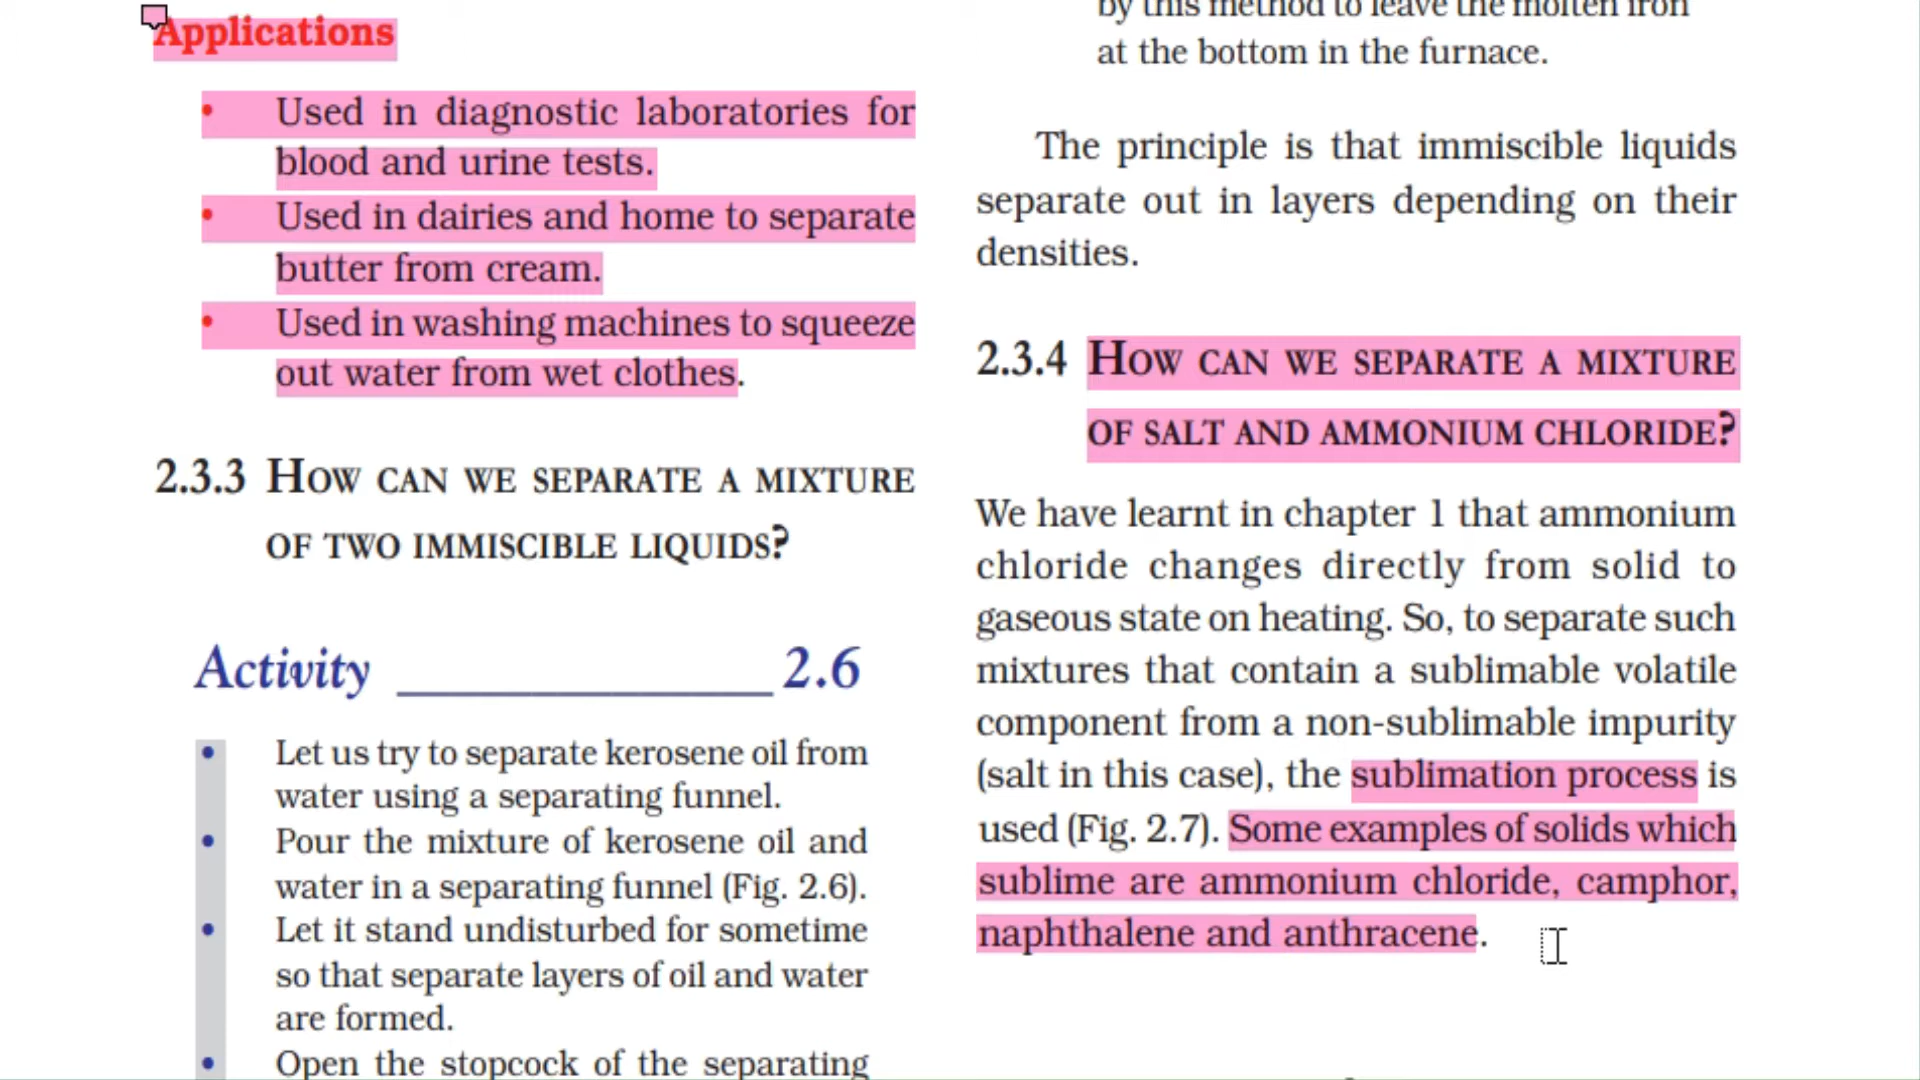 Applications
• Used in diagnostic laboratories for
blood and urine tests.
• Used in dairies and home to separate
butter from cream.
• Used in washing machines to squeeze
out water from wet clothes.
2.3.3 HOW CAN WE SEPARATE A MIXTURE
OF TWO IMMISCIBLE LIQUIDS?
Activity ______________ 2.6
• Let us try to separate kerosene oil from
water using a separating funnel.
• Pour the mixture of kerosene oil and
water in a separating funnel (Fig. 2.6).
• Let it stand undisturbed for sometime
so that separate layers of oil and water
are formed.
• Open the stopcock of the separating
by this method to leave the molten iron
at the bottom in the furnace.
The principle is that immiscible liquids
separate out in layers depending on their
densities.
2.3.4 HOW CAN WE SEPARATE A MIXTURE
OF SALT AND AMMONIUM CHLORIDE?
We have learnt in chapter 1 that ammonium
chloride changes directly from solid to
gaseous state on heating. So, to separate such
mixtures that contain a sublimable volatile
component from a non-sublimable impurity
(salt in this case), the sublimation process is
used (Fig. 2.7). Some examples of solids which
sublime are ammonium chloride, camphor,
naphthalene and anthracene.